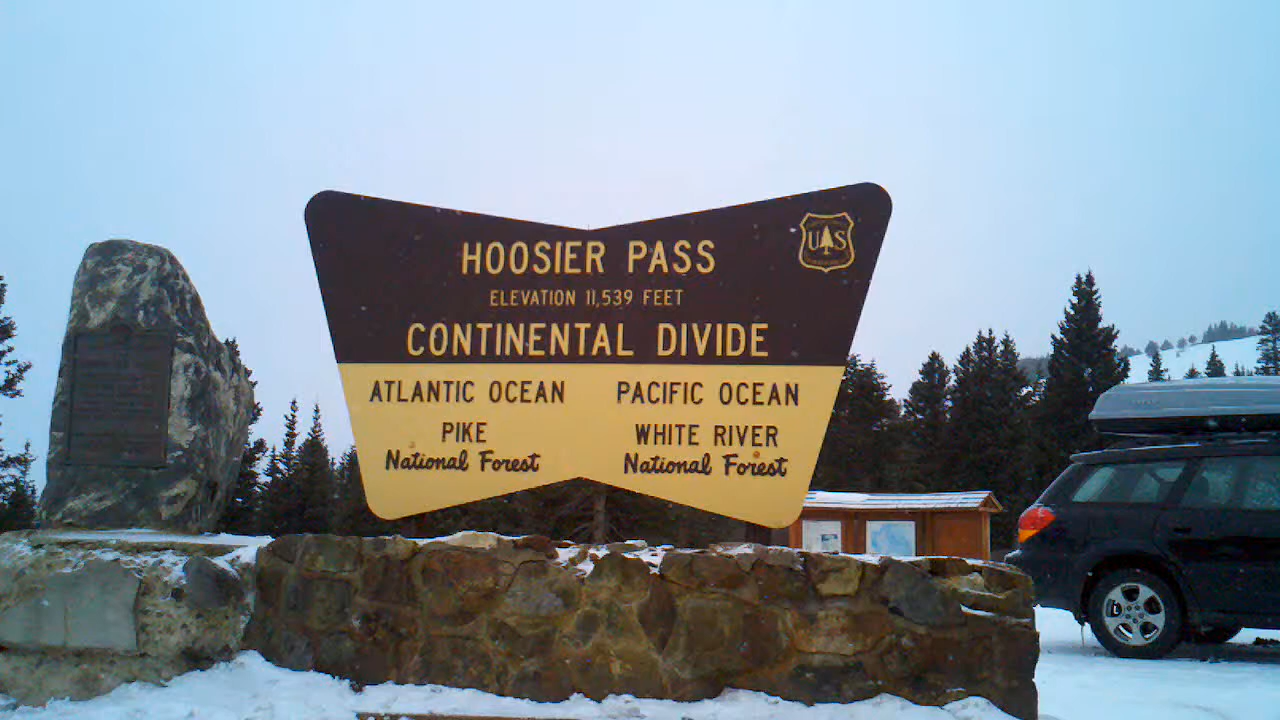 HOOSIER PASS
ELEVATION 11,539 FEET
CONTINENTAL DIVIDE
US
ATLANTIC OCEAN
PACIFIC OCEAN
PIKE
National Forest
WHITE RIVER
National Forest